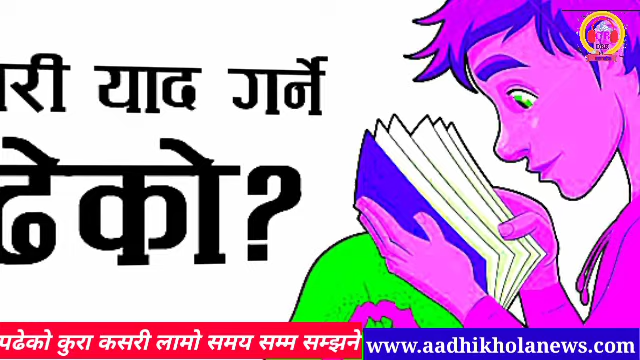 याद गर्ने
को?
पढेको कुरा कसरी लामो समय सम्म सम्झने
www.aadhikholanews.com